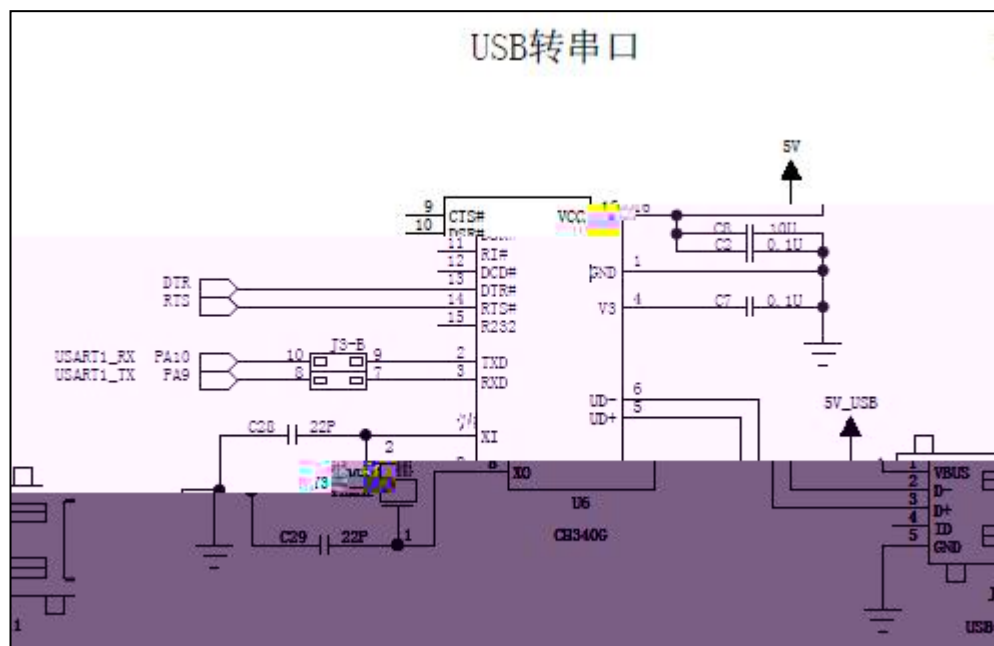 USB转串口
5V
9 CTS# VCC
10 DSR# C8 10U
11 RI# C2 0.1U
12 DCD# GND 1
DTR 13 DTR#
RTS 14 RTS# V3 4 C7 0.1U
15 R232
J3-B
USART1_RX PA10 10 9 2 TXD
USART1_TX PA9 8 7 3 RXD
UD- 6
UD+ 5 5V_USB
C28 22P XI
2
8 XO 1 VBUS
2 D-
3 D+
U6 4 ID
C29 22P 1 CH340G 5 GND
1 USB